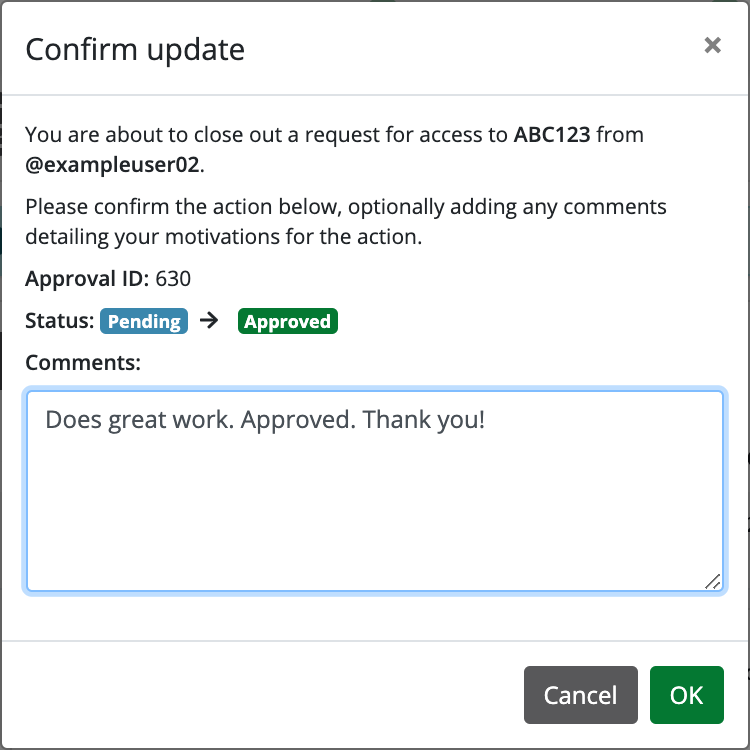 Confirm update
×
You are about to close out a request for access to ABC123 from
@exampleuser02.
Please confirm the action below, optionally adding any comments
detailing your motivations for the action.
Approval ID: 630
Status: Pending → Approved
Comments:
Does great work. Approved. Thank you!
Cancel OK